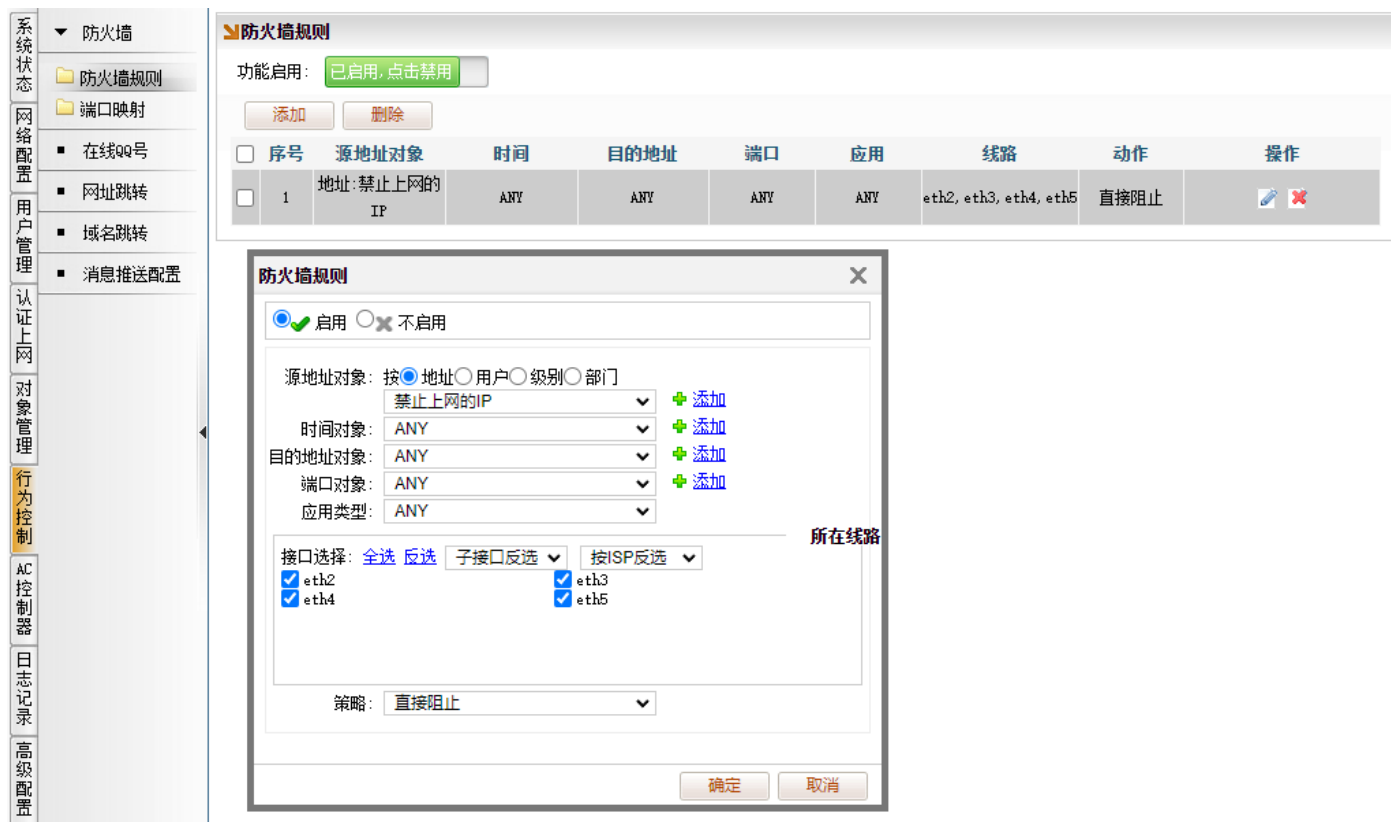 系统状态
网络配置
用户管理
认证上网
对象管理
行为控制
AC控制器
日志记录
高级配置
防火墙
防火墙规则
端口映射
在线QQ号
网址跳转
域名跳转
消息推送配置
防火墙规则
功能启用: 已启用,点击禁用
添加 删除
序号 源地址对象 时间 目的地址 端口 应用 线路 动作 操作
1 地址:禁止上网的IP ANY ANY ANY ANY eth2, eth3, eth4, eth5 直接阻止
防火墙规则
启用 不启用
源地址对象: 按 地址 用户 级别 部门
禁止上网的IP 添加
时间对象: ANY 添加
目的地址对象: ANY 添加
端口对象: ANY 添加
应用类型: ANY
所在线路
接口选择: 全选 反选 子接口反选 按ISP反选
eth2 eth3
eth4 eth5
策略: 直接阻止
确定 取消